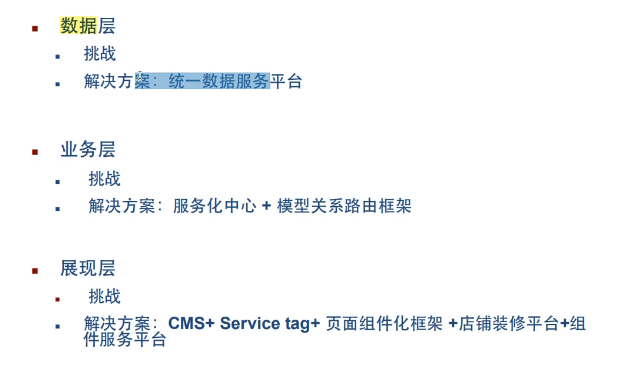 数据层
挑战
解决方案：统一数据服务平台
业务层
挑战
解决方案：服务化中心 + 模型关系路由框架
展现层
挑战
解决方案：CMS+ Service tag+ 页面组件化框架 +店铺装修平台+组
件服务平台